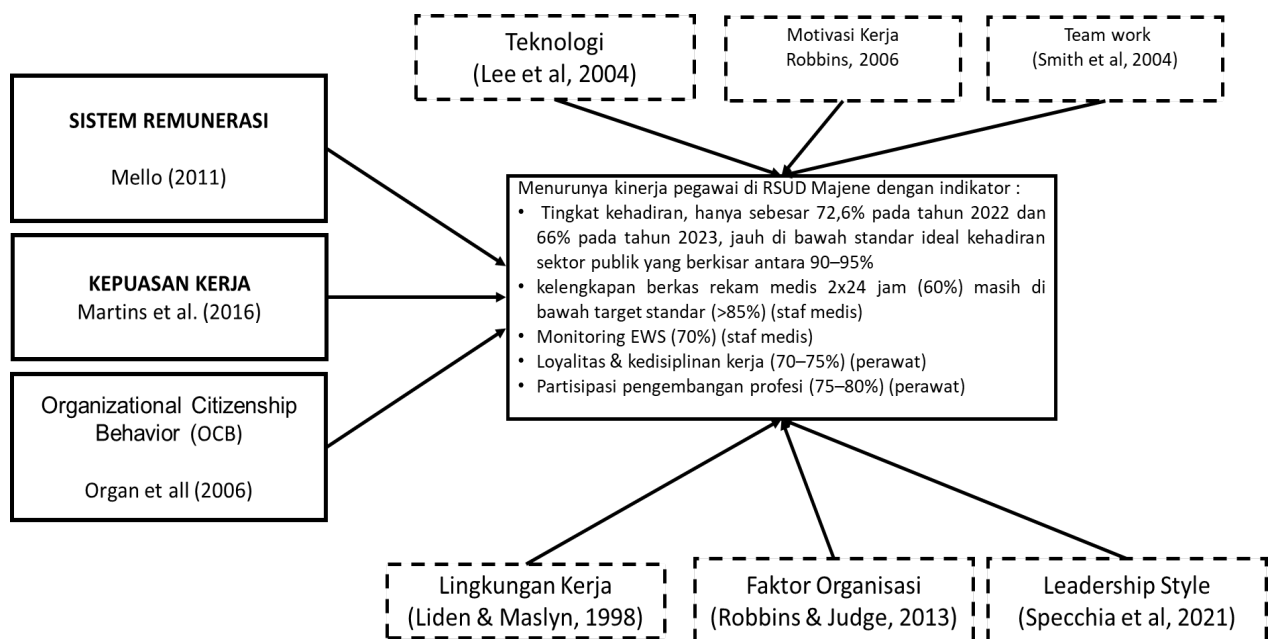 Teknologi
(Lee et al, 2004)
Motivasi Kerja
Robbins, 2006
Team work
(Smith et al, 2004)
SISTEM REMUNERASI
Mello (2011)
KEPUASAN KERJA
Martins et al. (2016)
Organizational Citizenship
Behavior (OCB)
Organ et all (2006)
Menurunya kinerja pegawai di RSUD Majene dengan indikator :
• Tingkat kehadiran, hanya sebesar 72,6% pada tahun 2022 dan
66% pada tahun 2023, jauh di bawah standar ideal kehadiran
sektor publik yang berkisar antara 90–95%
• kelengkapan berkas rekam medis 2x24 jam (60%) masih di
bawah target standar (>85%) (staf medis)
• Monitoring EWS (70%) (staf medis)
• Loyalitas & kedisiplinan kerja (70–75%) (perawat)
• Partisipasi pengembangan profesi (75–80%) (perawat)
Lingkungan Kerja
(Liden & Maslyn, 1998)
Faktor Organisasi
(Robbins & Judge, 2013)
Leadership Style
(Specchia et al, 2021)